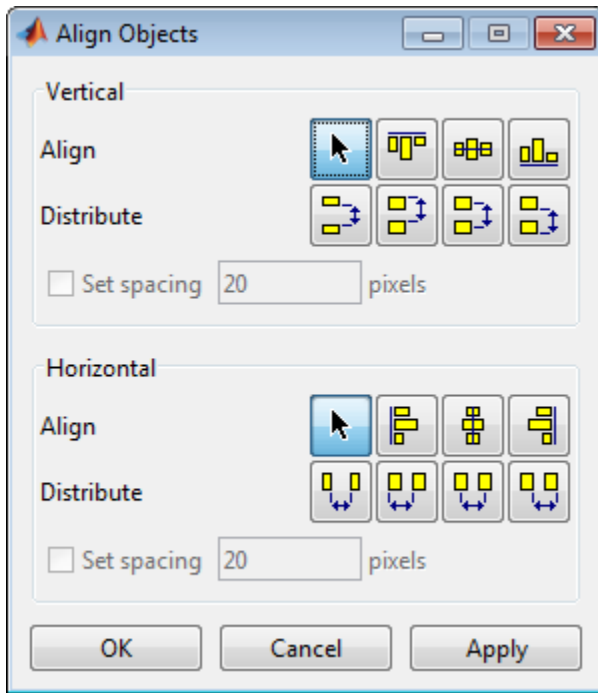 Align Objects
Vertical
Align
Distribute
Set spacing 20 pixels
Horizontal
Align
Distribute
Set spacing 20 pixels
OK Cancel Apply